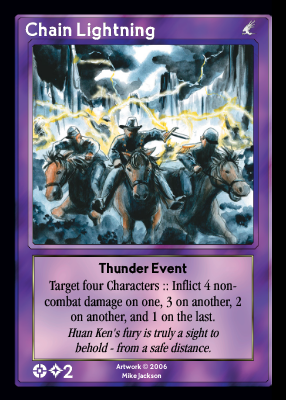 Chain Lightning
Thunder Event
Target four Characters :: Inflict 4 non-
combat damage on one, 3 on another, 2
on another, and 1 on the last.
Huan Ken's fury is truly a sight to
behold - from a safe distance.
2
Artwork © 2006
Mike Jackson